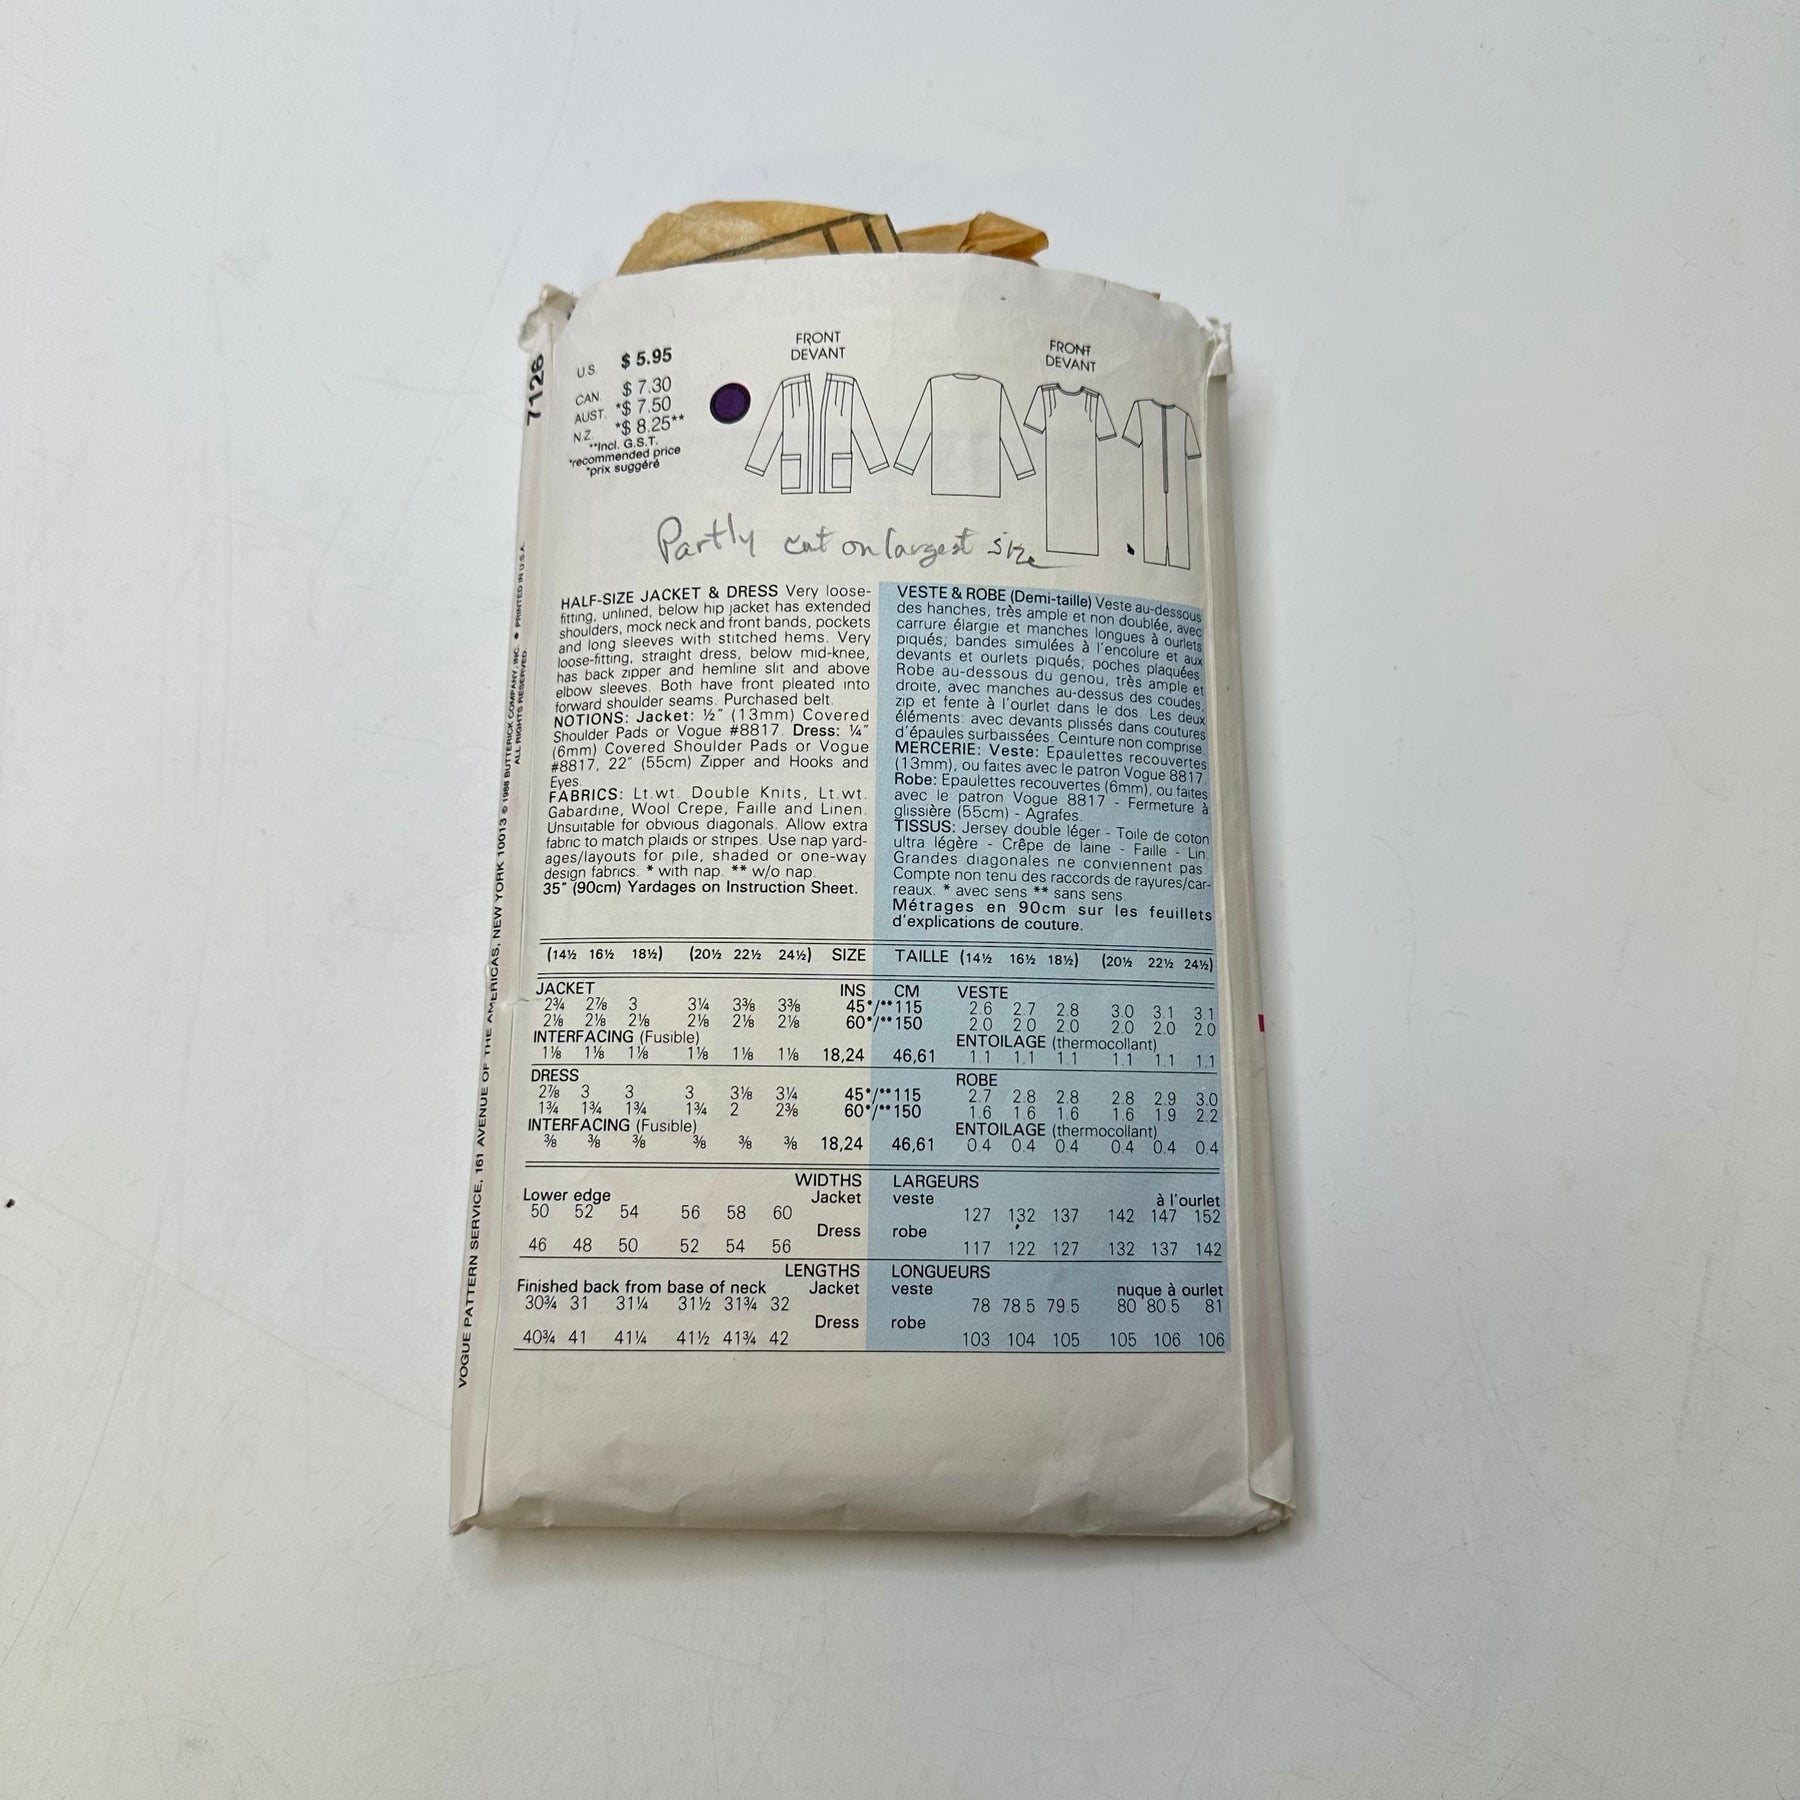 7126
U.S. $ 5.95
CAN. $ 7.30
AUST. *$ 7.50
N.Z. *$ 8.25**
**Incl. G.S.T.
*recommended price
*prix suggéré
FRONT
DEVANT
FRONT
DEVANT
Partly cut on largest size
HALF-SIZE JACKET & DRESS Very loose-
fitting, unlined, below hip jacket has extended
shoulders, mock neck and front bands, pockets
and long sleeves with stitched hems. Very
loose-fitting, straight dress, below mid-knee,
has back zipper and hemline slit and above
elbow sleeves. Both have front pleated into
forward shoulder seams. Purchased belt.
NOTIONS: Jacket: ½" (13mm) Covered
Shoulder Pads or Vogue #8817. Dress: ¼"
(6mm) Covered Shoulder Pads or Vogue
#8817, 22" (55cm) Zipper and Hooks and
Eyes.
FABRICS: Lt.wt. Double Knits, Lt.wt.
Gabardine, Wool Crepe, Faille and Linen.
Unsuitable for obvious diagonals. Allow extra
fabric to match plaids or stripes. Use nap yard-
ages/layouts for pile, shaded or one-way
design fabrics. * with nap. ** w/o nap.
35" (90cm) Yardages on Instruction Sheet.
VESTE & ROBE (Demi-taille) Veste au-dessous
des hanches, très ample et non doublée, avec
carrure élargie et manches longues à ourlets
piqués; bandes simulées à l'encolure et aux
devants et ourlets piqués; poches plaquées.
Robe au-dessous du genou, très ample et
droite, avec manches au-dessus des coudes,
zip et fente à l'ourlet dans le dos. Les deux
éléments: avec devants plissés dans coutures
d'épaules surbaissées. Ceinture non comprise.
MERCERIE: Veste: Epaulettes recouvertes
(13mm), ou faites avec le patron Vogue 8817.
Robe: Epaulettes recouvertes (6mm), ou faites
avec le patron Vogue 8817 - Fermeture à
glissière (55cm) - Agrafes.
TISSUS: Jersey double léger - Toile de coton
ultra légère - Crêpe de laine - Faille - Lin.
Grandes diagonales ne conviennent pas.
Compte non tenu des raccords de rayures/car-
reaux. * avec sens ** sans sens
Métrages en 90cm sur les feuillets
d'explications de couture.
(14½ 16½ 18½) (20½ 22½ 24½) SIZE TAILLE (14½ 16½ 18½) (20½ 22½ 24½)
JACKET INS CM VESTE
2¾ 2⅞ 3 3¼ 3⅜ 3⅜ 45*/**115 2.6 2.7 2.8 3.0 3.1 3.1
2⅛ 2⅛ 2⅛ 2⅛ 2⅛ 2⅛ 60*/**150 2.0 2.0 2.0 2.0 2.0 2.0
INTERFACING (Fusible) ENTOILAGE (thermocollant)
1⅛ 1⅛ 1⅛ 1⅛ 1⅛ 1⅛ 18,24 46,61 1.1 1.1 1.1 1.1 1.1 1.1
DRESS ROBE
2⅞ 3 3 3 3⅛ 3¼ 45*/**115 2.7 2.8 2.8 2.8 2.9 3.0
1¾ 1¾ 1¾ 1¾ 2 2⅜ 60*/**150 1.6 1.6 1.6 1.6 1.9 2.2
INTERFACING (Fusible) ENTOILAGE (thermocollant)
⅜ ⅜ ⅜ ⅜ ⅜ ⅜ 18,24 46,61 0.4 0.4 0.4 0.4 0.4 0.4
WIDTHS LARGEURS
Lower edge Jacket veste à l'ourlet
50 52 54 56 58 60 127 132 137 142 147 152
Dress robe
46 48 50 52 54 56 117 122 127 132 137 142
LENGTHS LONGUEURS
Finished back from base of neck Jacket veste nuque à ourlet
30¾ 31 31¼ 31½ 31¾ 32 78 78.5 79.5 80 80.5 81
Dress robe
40¾ 41 41¼ 41½ 41¾ 42 103 104 105 105 106 106
VOGUE PATTERN SERVICE, 161 AVENUE OF THE AMERICAS, NEW YORK 10013 © 1988 BUTTERICK COMPANY, INC. • PRINTED IN U.S.A.
ALL RIGHTS RESERVED.